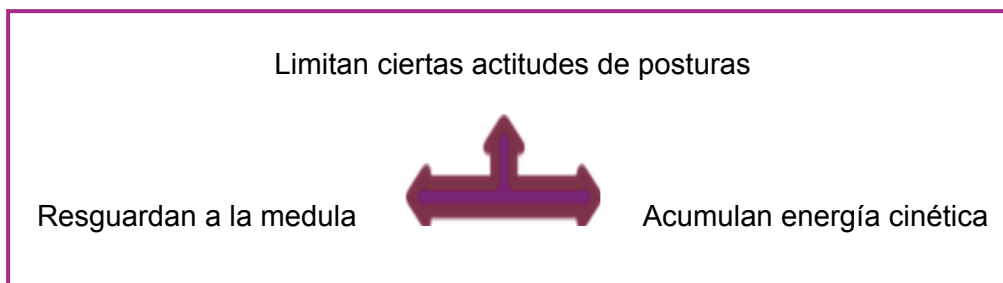 Limitan ciertas actitudes de posturas
Resguardan a la medula
Acumulan energía cinética